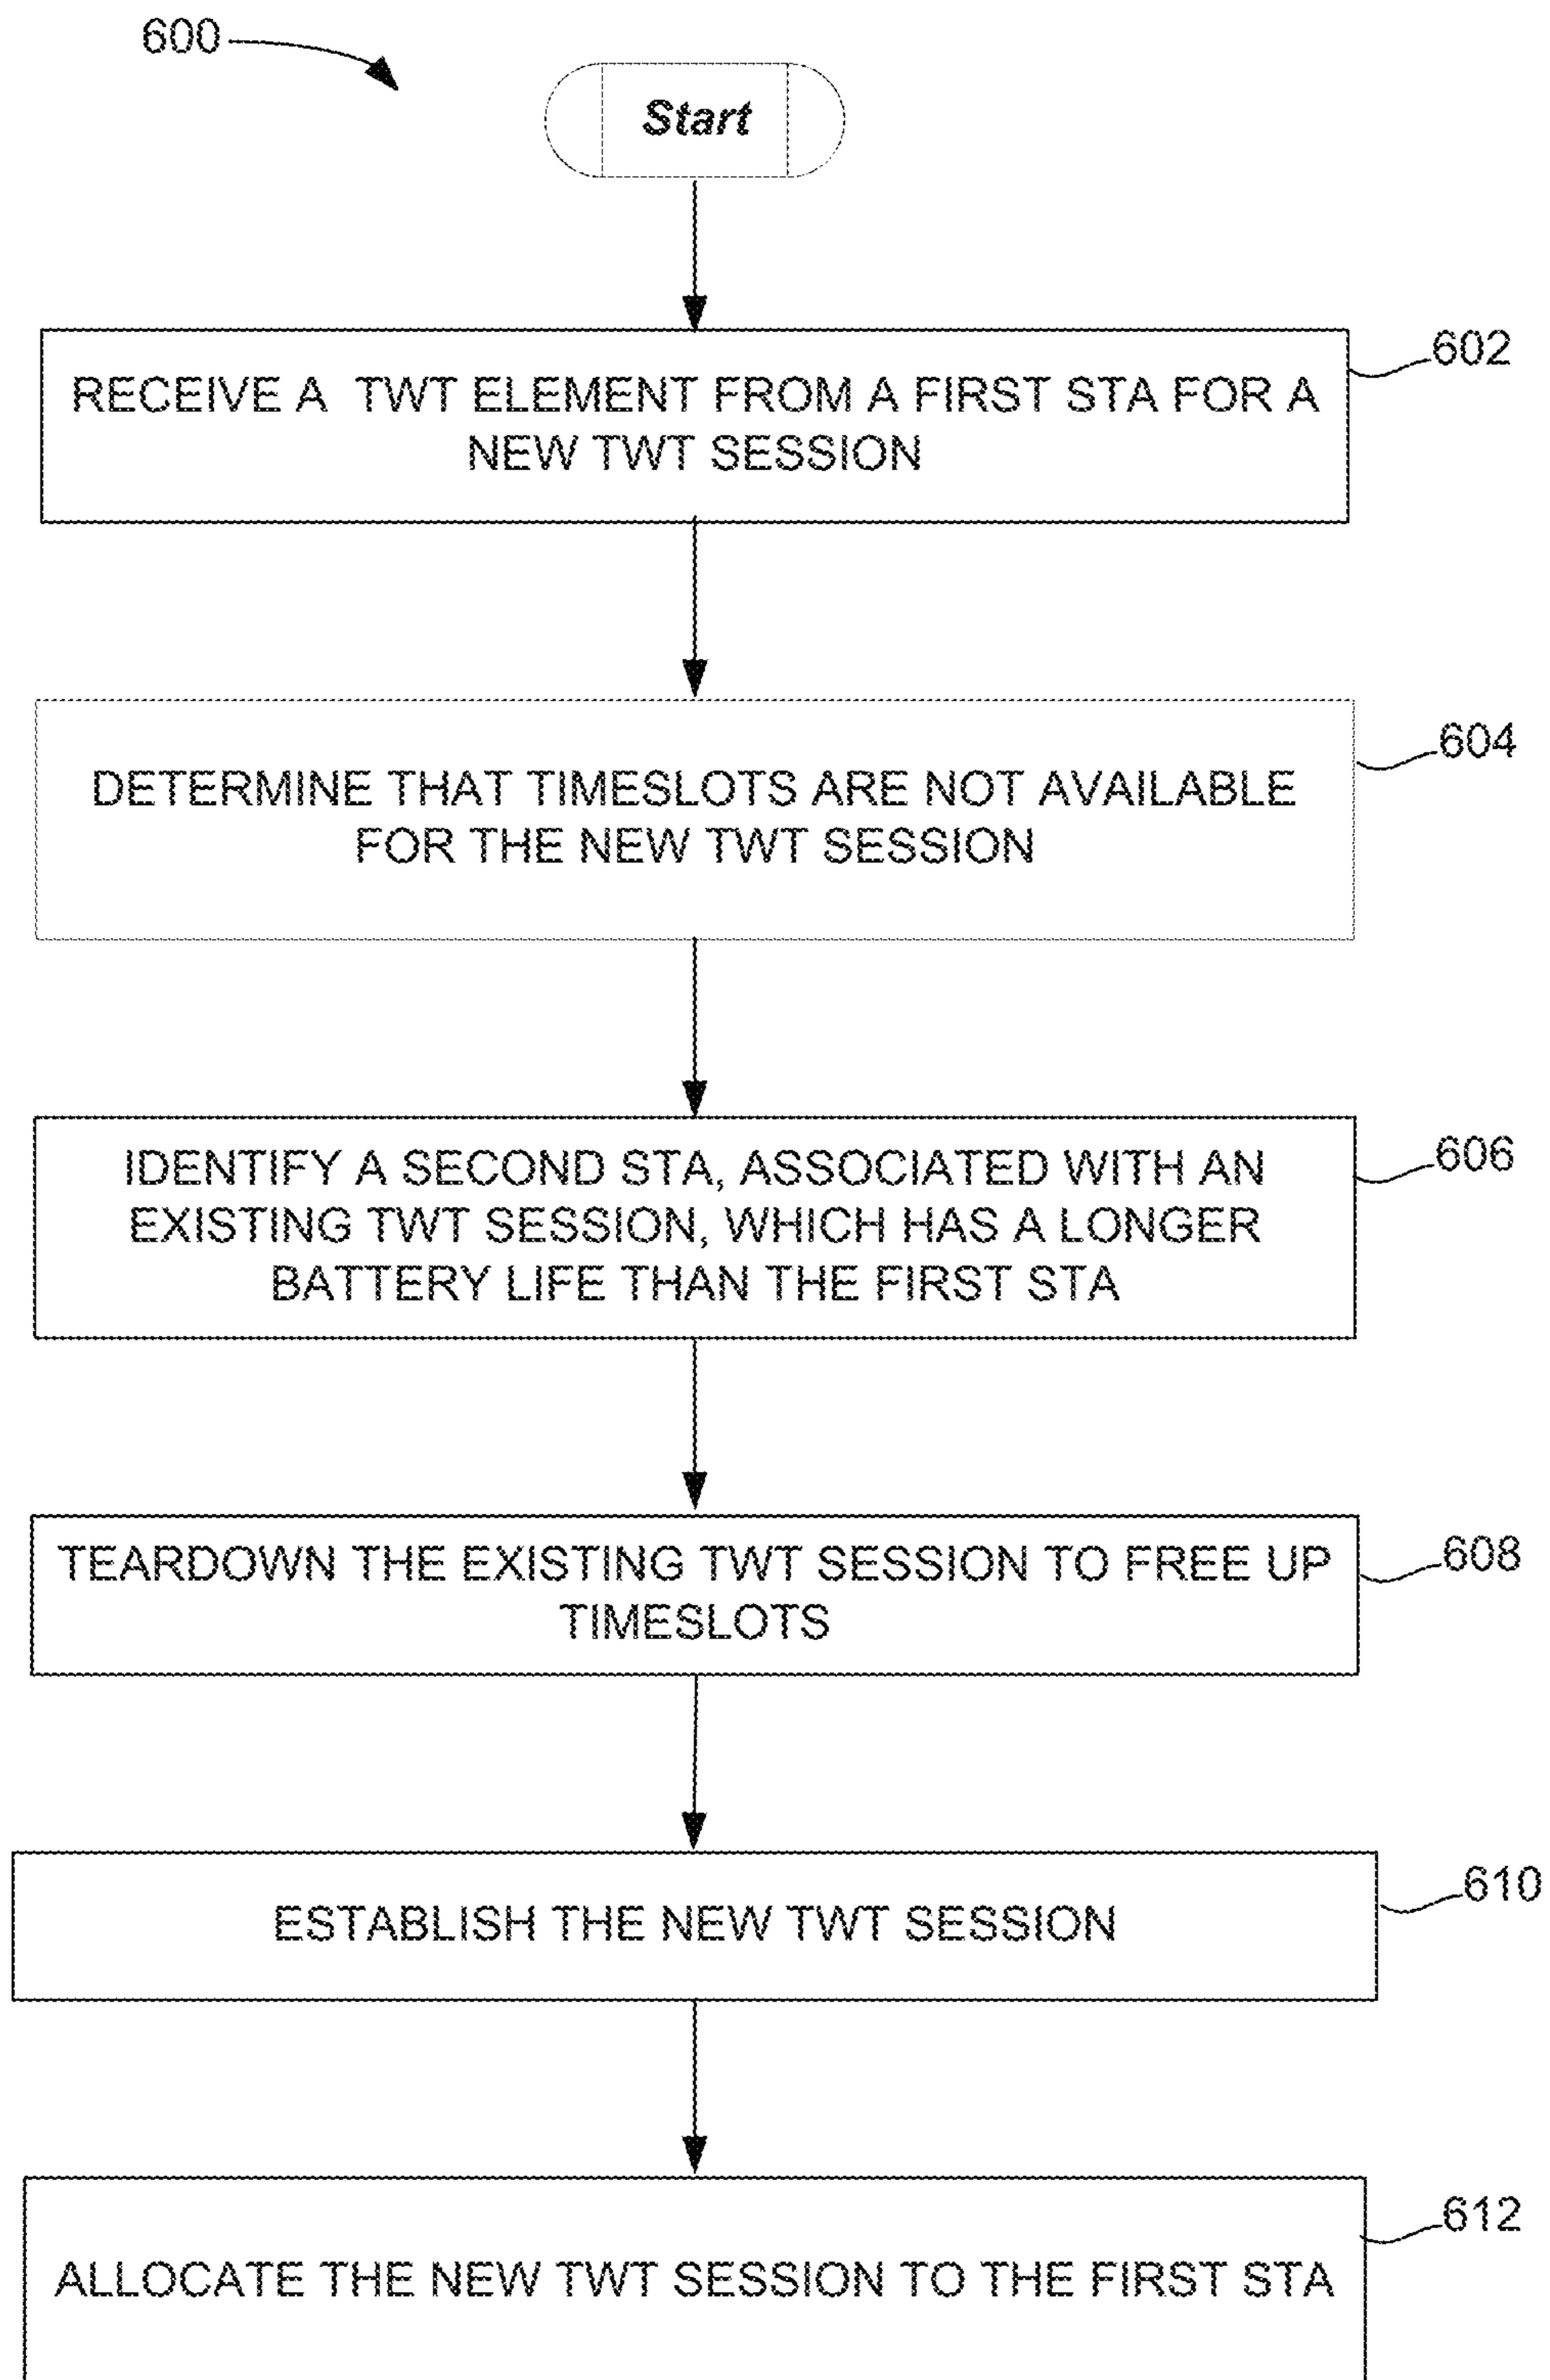 600
Start
602
RECEIVE A TWT ELEMENT FROM A FIRST STA FOR A
NEW TWT SESSION
604
DETERMINE THAT TIMESLOTS ARE NOT AVAILABLE
FOR THE NEW TWT SESSION
606
IDENTIFY A SECOND STA, ASSOCIATED WITH AN
EXISTING TWT SESSION, WHICH HAS A LONGER
BATTERY LIFE THAN THE FIRST STA
608
TEARDOWN THE EXISTING TWT SESSION TO FREE UP
TIMESLOTS
610
ESTABLISH THE NEW TWT SESSION
612
ALLOCATE THE NEW TWT SESSION TO THE FIRST STA